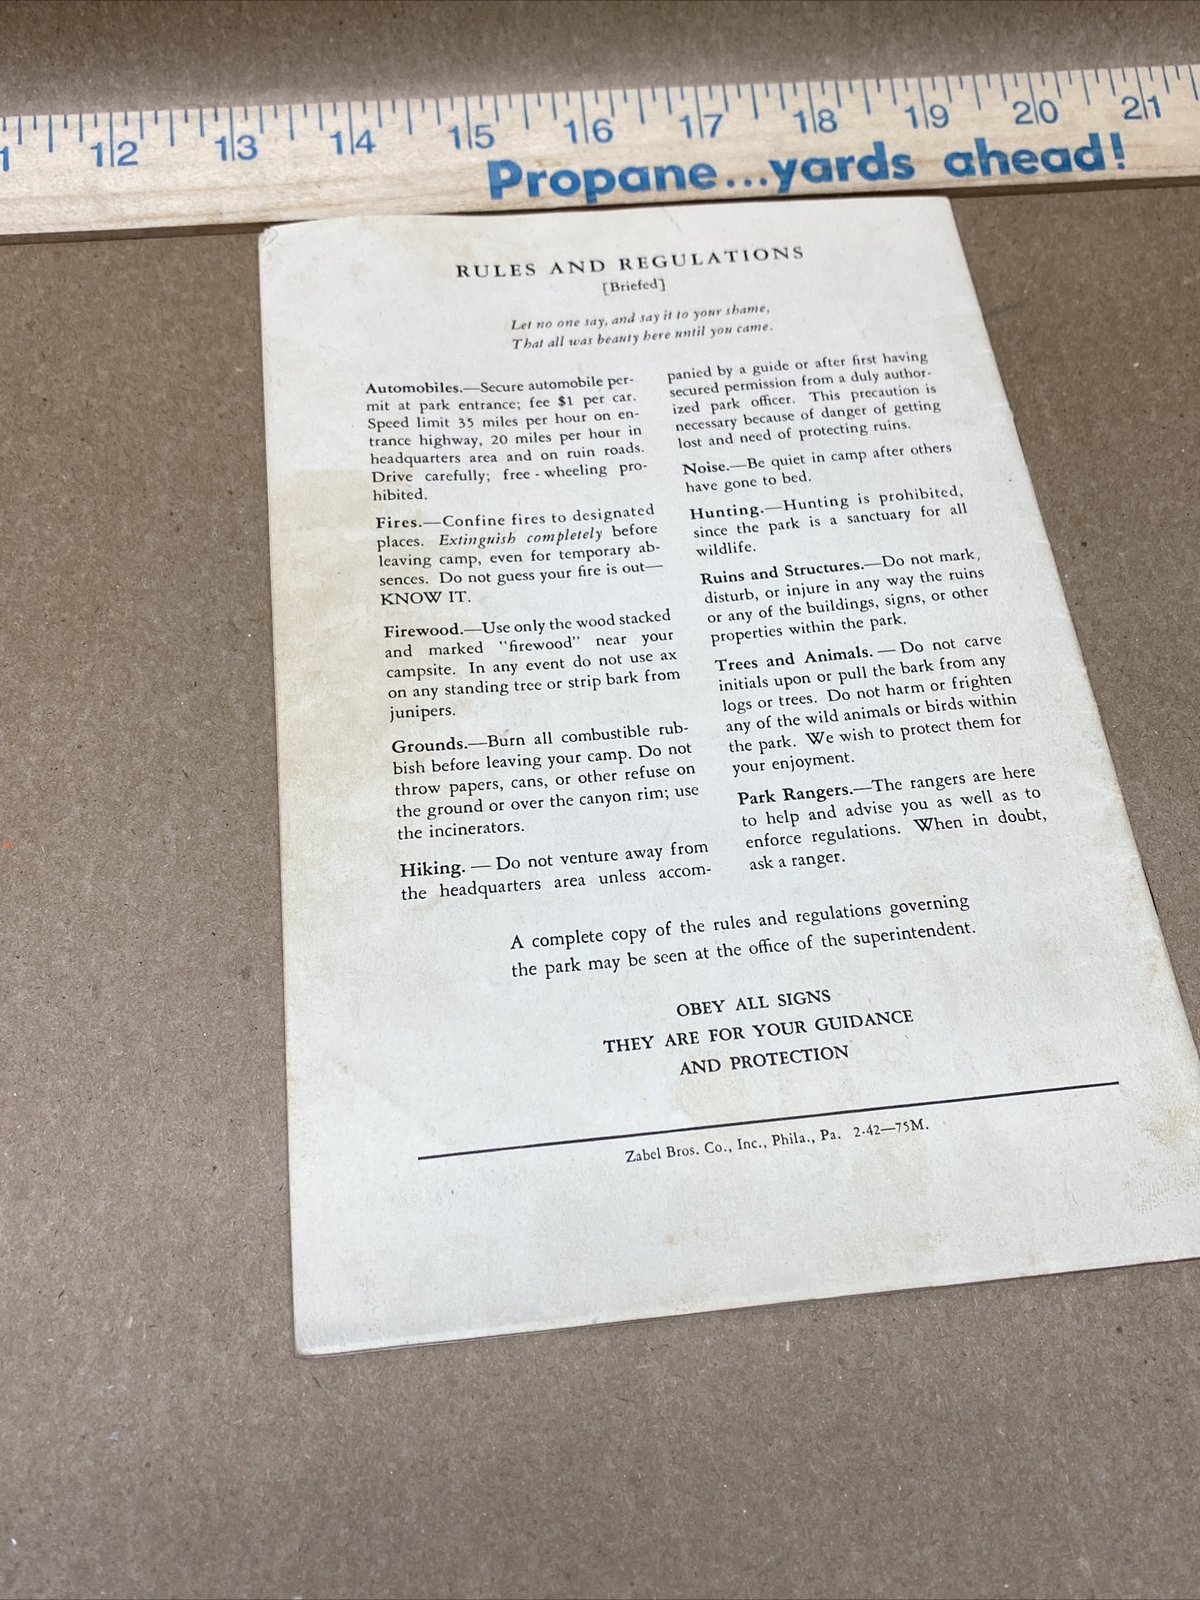 1 12 13 14 15 16 17 18 19 20 21
Propane...yards ahead!
RULES AND REGULATIONS
[Briefed]
Let no one say, and say it to your shame,
That all was beauty here until you came.
Automobiles.—Secure automobile per-
mit at park entrance; fee $1 per car.
Speed limit 35 miles per hour on en-
trance highway, 20 miles per hour in
headquarters area and on ruin roads.
Drive carefully; free-wheeling pro-
hibited.
Fires.—Confine fires to designated
places. Extinguish completely before
leaving camp, even for temporary ab-
sences. Do not guess your fire is out—
KNOW IT.
Firewood.—Use only the wood stacked
and marked "firewood" near your
campsite. In any event do not use ax
on any standing tree or strip bark from
junipers.
Grounds.—Burn all combustible rub-
bish before leaving your camp. Do not
throw papers, cans, or other refuse on
the ground or over the canyon rim; use
the incinerators.
Hiking. — Do not venture away from
the headquarters area unless accom-
panied by a guide or after first having
secured permission from a duly author-
ized park officer. This precaution is
necessary because of danger of getting
lost and need of protecting ruins.
Noise.—Be quiet in camp after others
have gone to bed.
Hunting.—Hunting is prohibited,
since the park is a sanctuary for all
wildlife.
Ruins and Structures.—Do not mark,
disturb, or injure in any way the ruins
or any of the buildings, signs, or other
properties within the park.
Trees and Animals. — Do not carve
initials upon or pull the bark from any
logs or trees. Do not harm or frighten
any of the wild animals or birds within
the park. We wish to protect them for
your enjoyment.
Park Rangers.—The rangers are here
to help and advise you as well as to
enforce regulations. When in doubt,
ask a ranger.
A complete copy of the rules and regulations governing
the park may be seen at the office of the superintendent.
OBEY ALL SIGNS
THEY ARE FOR YOUR GUIDANCE
AND PROTECTION
Zabel Bros. Co., Inc., Phila., Pa. 2-42—75M.